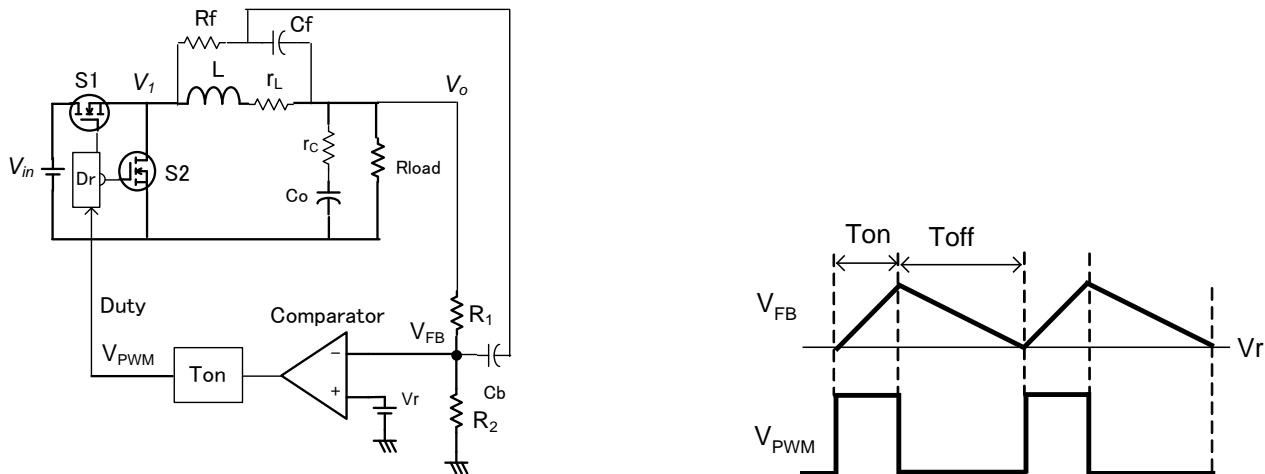 Rf
Cf
L
rL
V1
S1
Vo
Vin
Dr
S2
rC
Co
Rload
Duty
Comparator
VPWM
Ton
VFB
R1
−
+
Vr
Cb
R2
Ton
Toff
VFB
Vr
VPWM